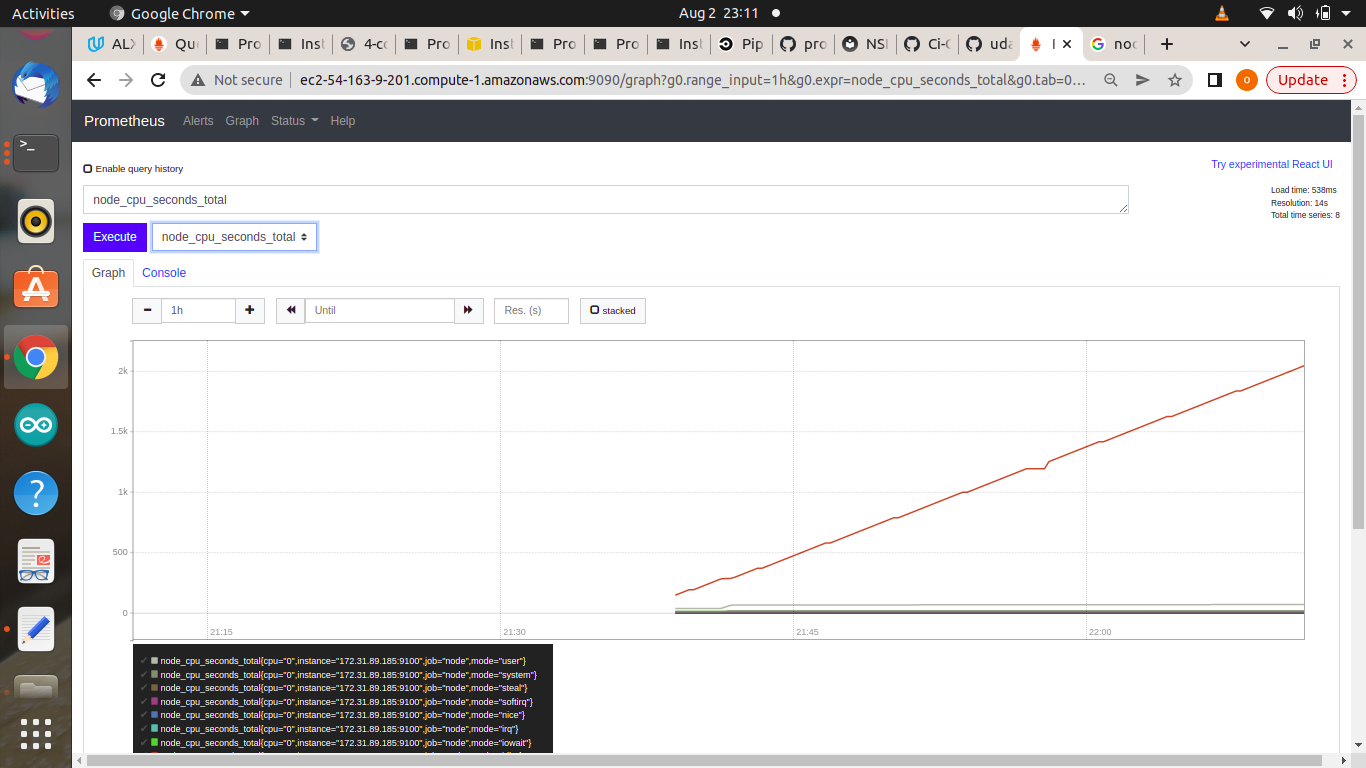 Activities Google Chrome Aug 2 23:11
ALX Que Pro Inst 4-co Pro Inst Pro Pro Inst Pip pro NSI Ci-C uda noc
Not secure ec2-54-163-9-201.compute-1.amazonaws.com:9090/graph?g0.range_input=1h&g0.expr=node_cpu_seconds_total&g0.tab=0… o Update
Prometheus Alerts Graph Status Help
Enable query history Try experimental React UI
node_cpu_seconds_total
Load time: 538ms
Resolution: 14s
Total time series: 8
Execute node_cpu_seconds_total
Graph Console
1h Until Res. (s) stacked
2k
1.5k
1k
500
0
21:15 21:30 21:45 22:00
node_cpu_seconds_total{cpu="0",instance="172.31.89.185:9100",job="node",mode="user"}
node_cpu_seconds_total{cpu="0",instance="172.31.89.185:9100",job="node",mode="system"}
node_cpu_seconds_total{cpu="0",instance="172.31.89.185:9100",job="node",mode="steal"}
node_cpu_seconds_total{cpu="0",instance="172.31.89.185:9100",job="node",mode="softirq"}
node_cpu_seconds_total{cpu="0",instance="172.31.89.185:9100",job="node",mode="nice"}
node_cpu_seconds_total{cpu="0",instance="172.31.89.185:9100",job="node",mode="irq"}
node_cpu_seconds_total{cpu="0",instance="172.31.89.185:9100",job="node",mode="iowait"}